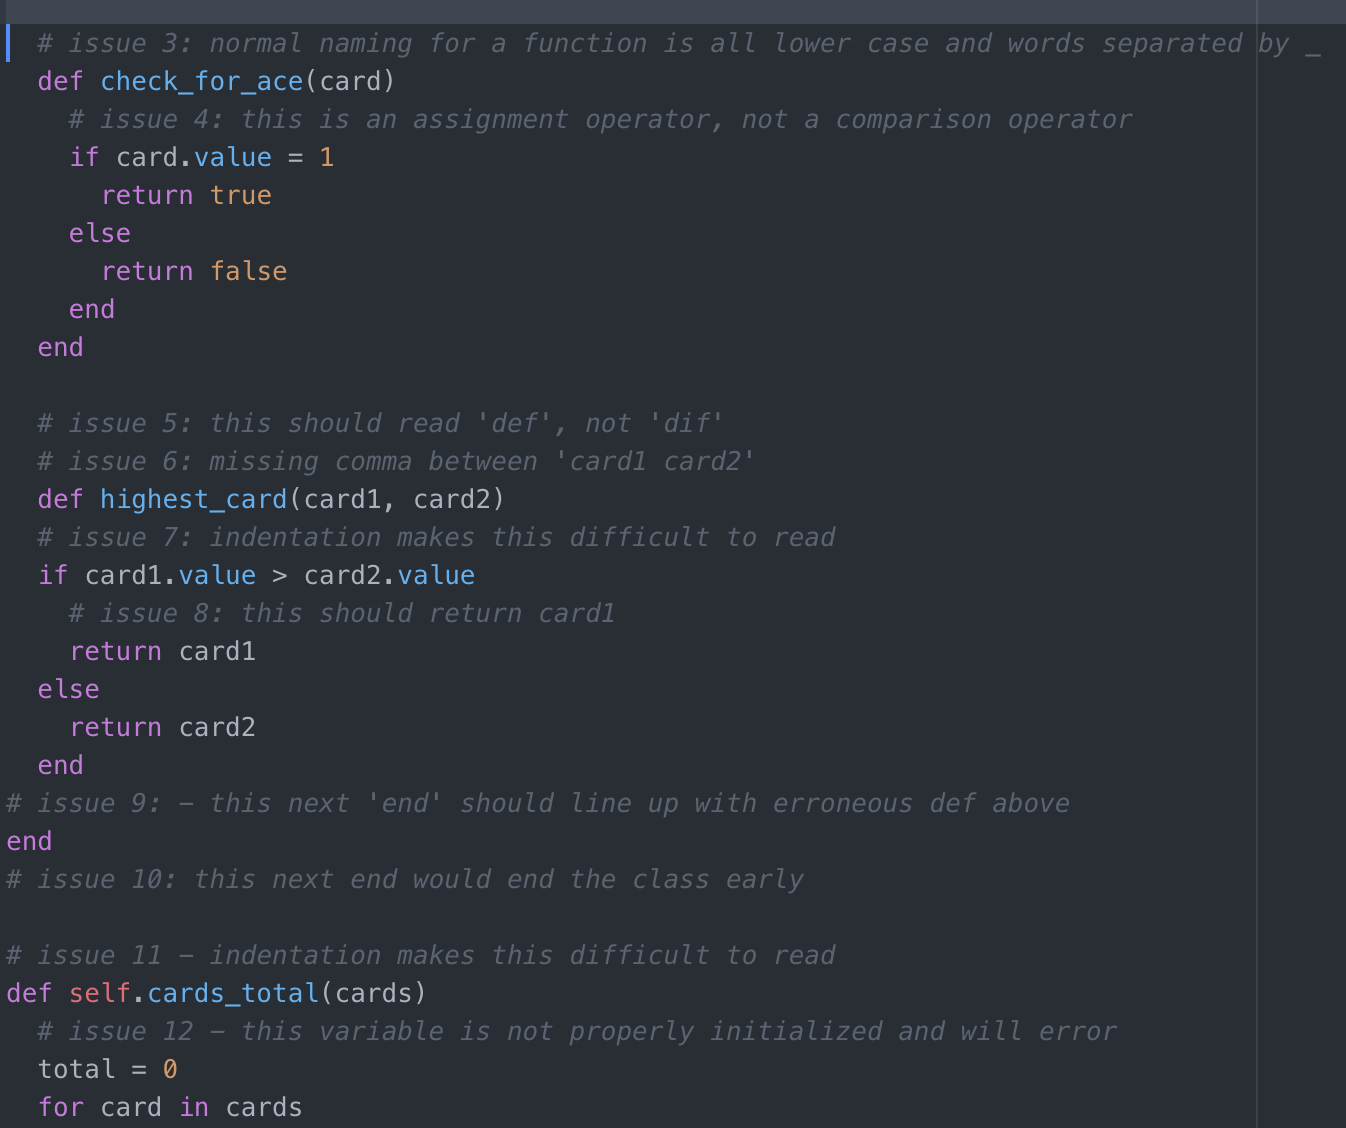 # issue 3: normal naming for a function is all lower case and words separated by _
def check_for_ace(card)
# issue 4: this is an assignment operator, not a comparison operator
if card.value = 1
return true
else
return false
end
end
# issue 5: this should read 'def', not 'dif'
# issue 6: missing comma between 'card1 card2'
def highest_card(card1, card2)
# issue 7: indentation makes this difficult to read
if card1.value > card2.value
# issue 8: this should return card1
return card1
else
return card2
end
# issue 9: – this next 'end' should line up with erroneous def above
end
# issue 10: this next end would end the class early
# issue 11 – indentation makes this difficult to read
def self.cards_total(cards)
# issue 12 – this variable is not properly initialized and will error
total = 0
for card in cards